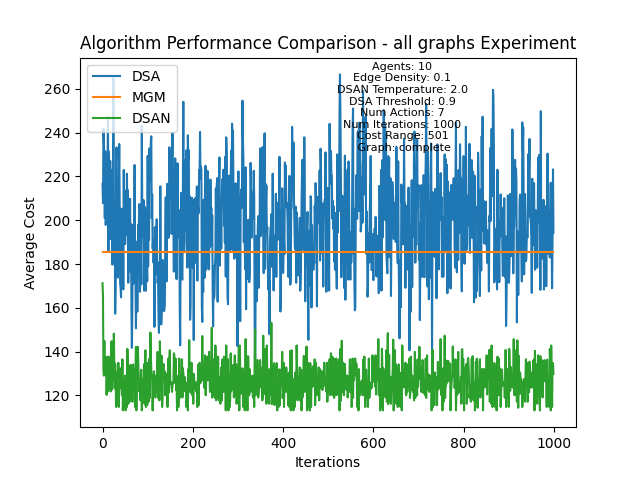 Algorithm Performance Comparison - all graphs Experiment
DSA
MGM
DSAN
Agents: 10
Edge Density: 0.1
DSAN Temperature: 2.0
DSA Threshold: 0.9
Num Actions: 7
Num Iterations: 1000
Cost Range: 501
Graph: complete
Average Cost
260
240
220
200
180
160
140
120
0
200
400
600
800
1000
Iterations